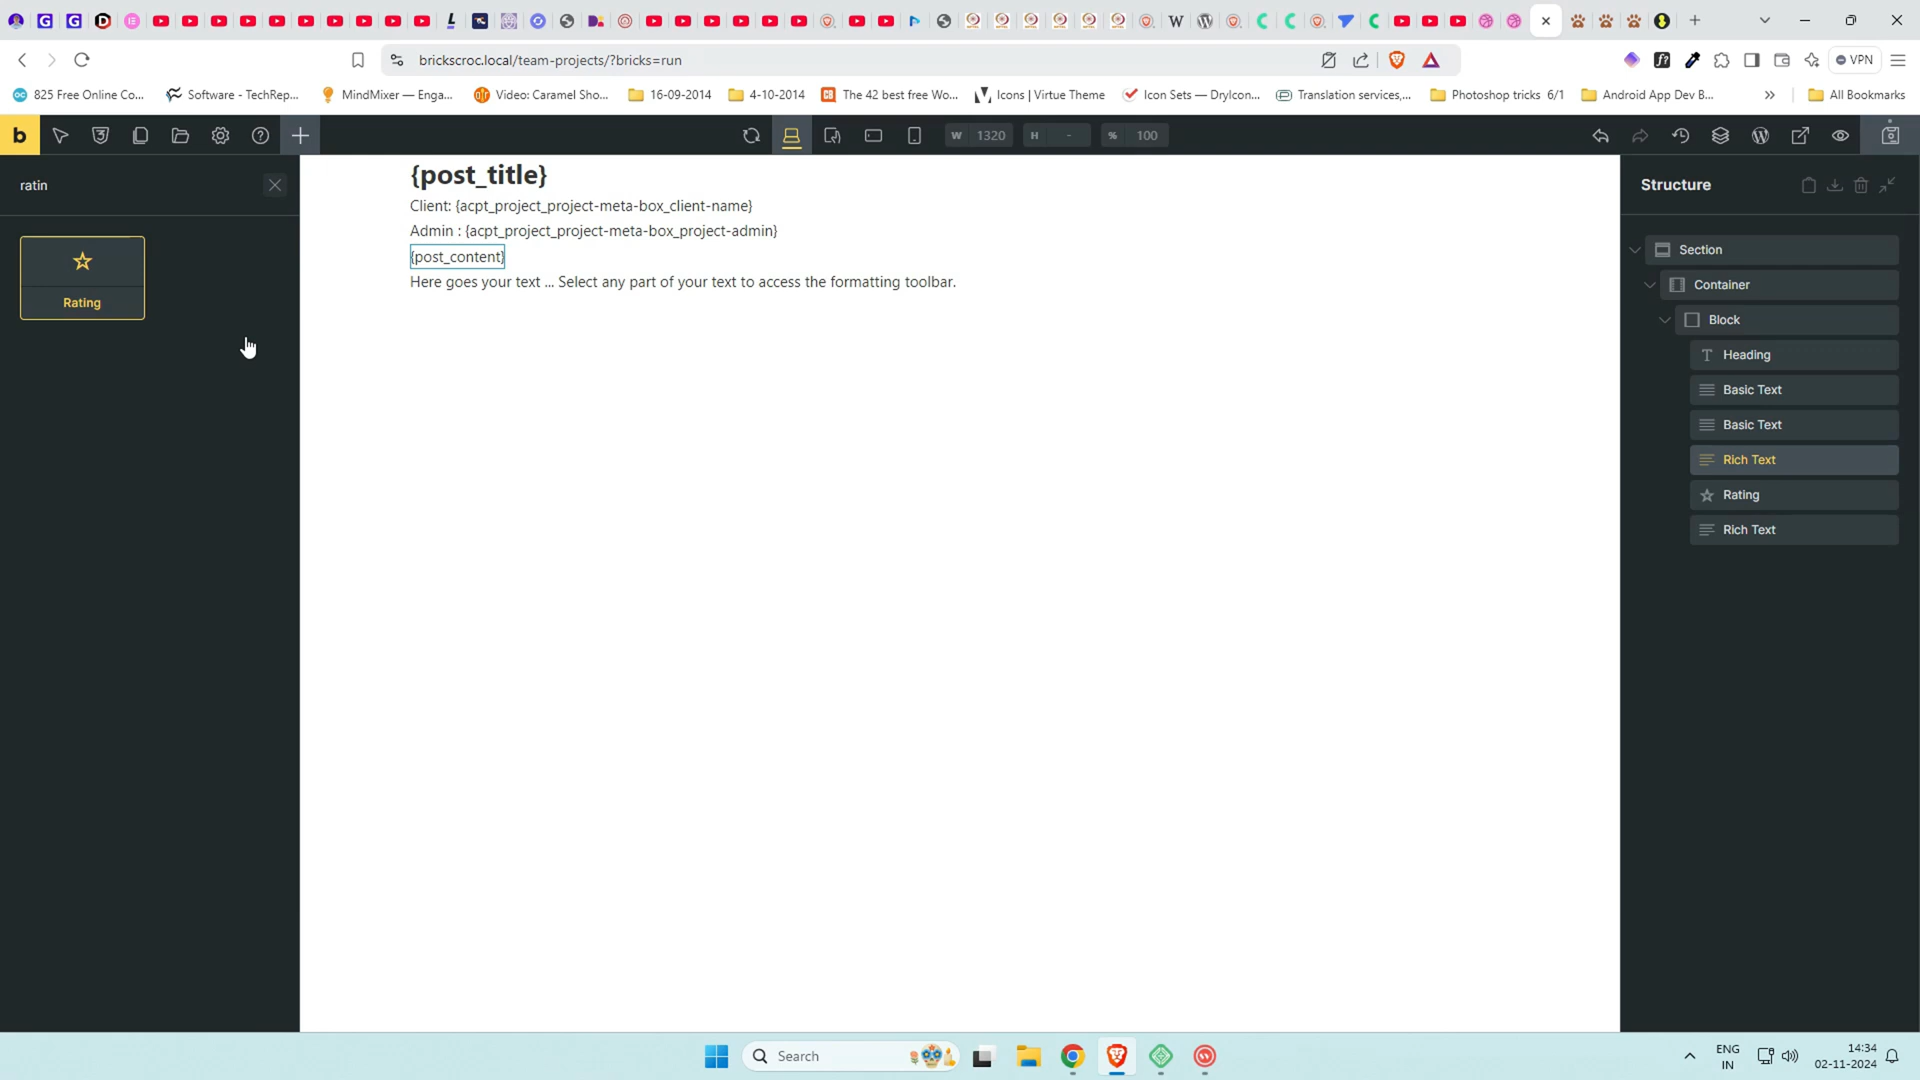 brickscroc.local/team-projects/?bricks=run
VPN
825 Free Online Co...
Software - TechRep...
MindMixer — Enga...
Video: Caramel Sho...
16-09-2014
4-10-2014
The 42 best free Wo...
Icons | Virtue Theme
Icon Sets — DryIcon...
Translation services,...
Photoshop tricks 6/1
Android App Dev B...
All Bookmarks
b
W 1320
H -
% 100
ratin
Rating
{post_title}
Client: {acpt_project_project-meta-box_client-name}
Admin : {acpt_project_project-meta-box_project-admin}
{post_content}
Here goes your text ... Select any part of your text to access the formatting toolbar.
Structure
Section
Container
Block
Heading
Basic Text
Basic Text
Rich Text
Rating
Rich Text
Search
ENG
IN
14:34
02-11-2024